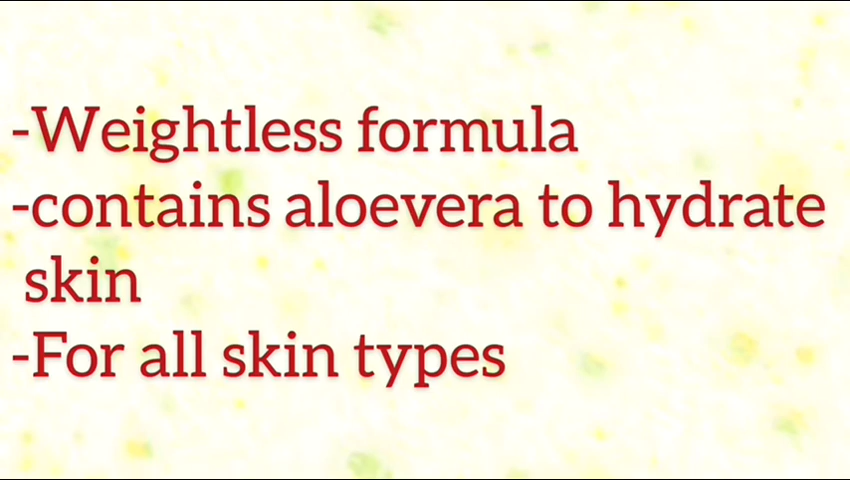 -Weightless formula
-contains aloevera to hydrate
skin
-For all skin types